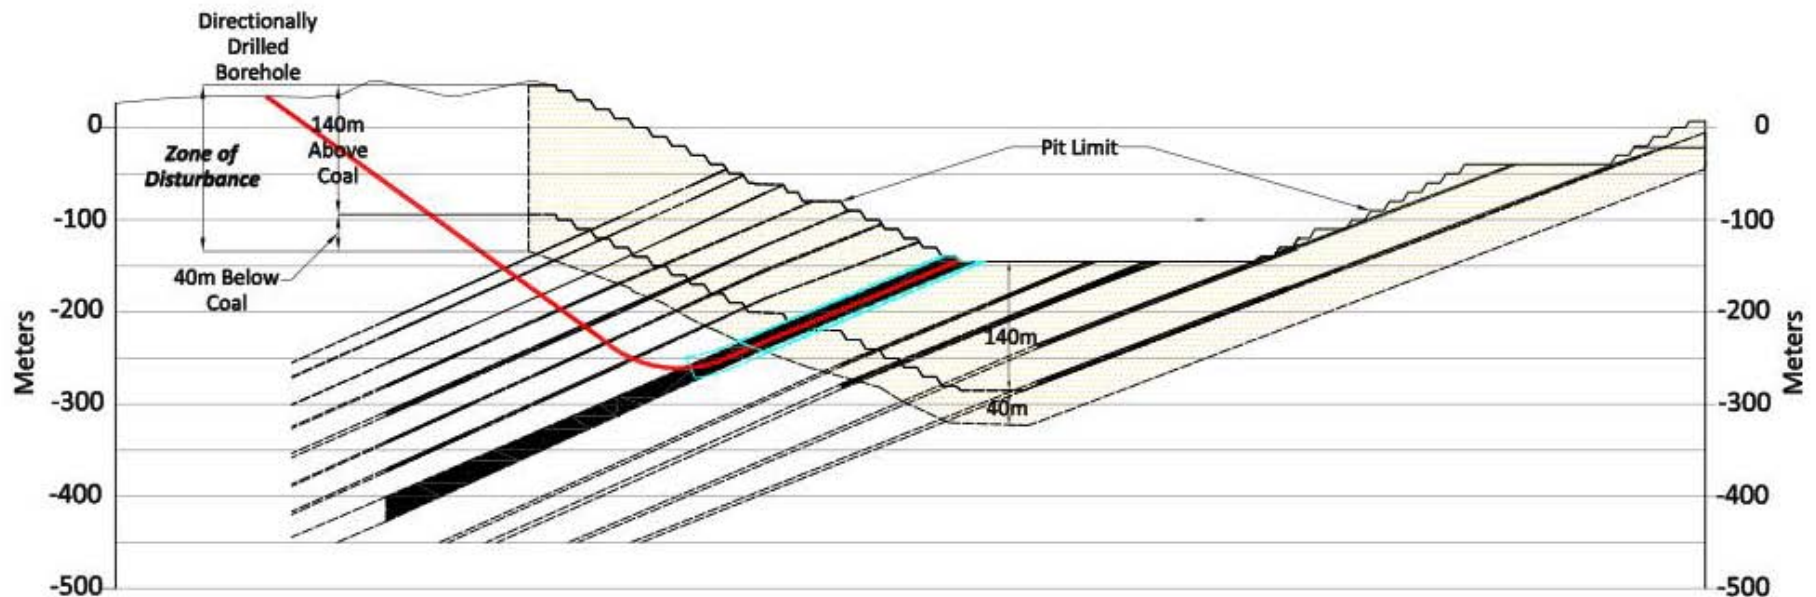 Directionally
Drilled
Borehole
0
140m
Above
Coal
Zone of
Disturbance
Pit Limit
0
-100
-100
40m Below
Coal
-200
140m
-200
Meters
Meters
-300
40m
-300
-400
-400
-500
-500